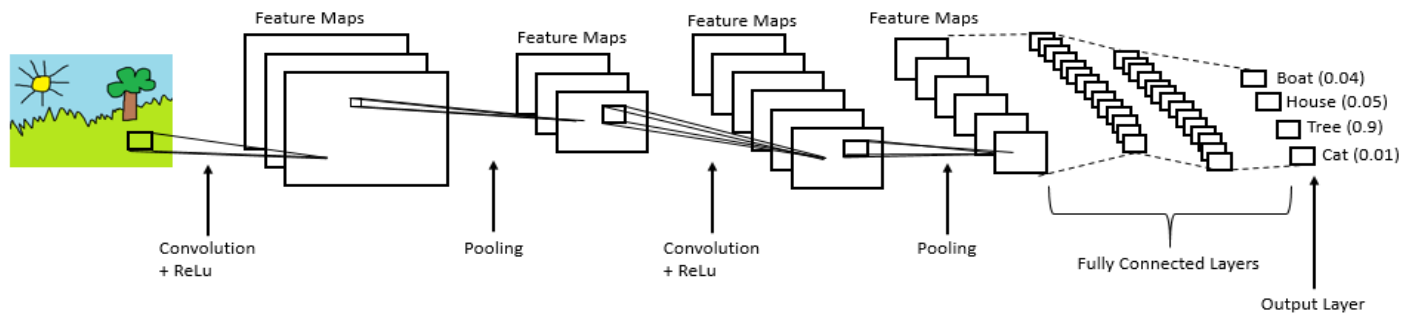 Feature Maps
Feature Maps
Feature Maps
Feature Maps
Boat (0.04)
House (0.05)
Tree (0.9)
Cat (0.01)
Convolution
+ ReLu
Pooling
Convolution
+ ReLu
Pooling
Fully Connected Layers
Output Layer